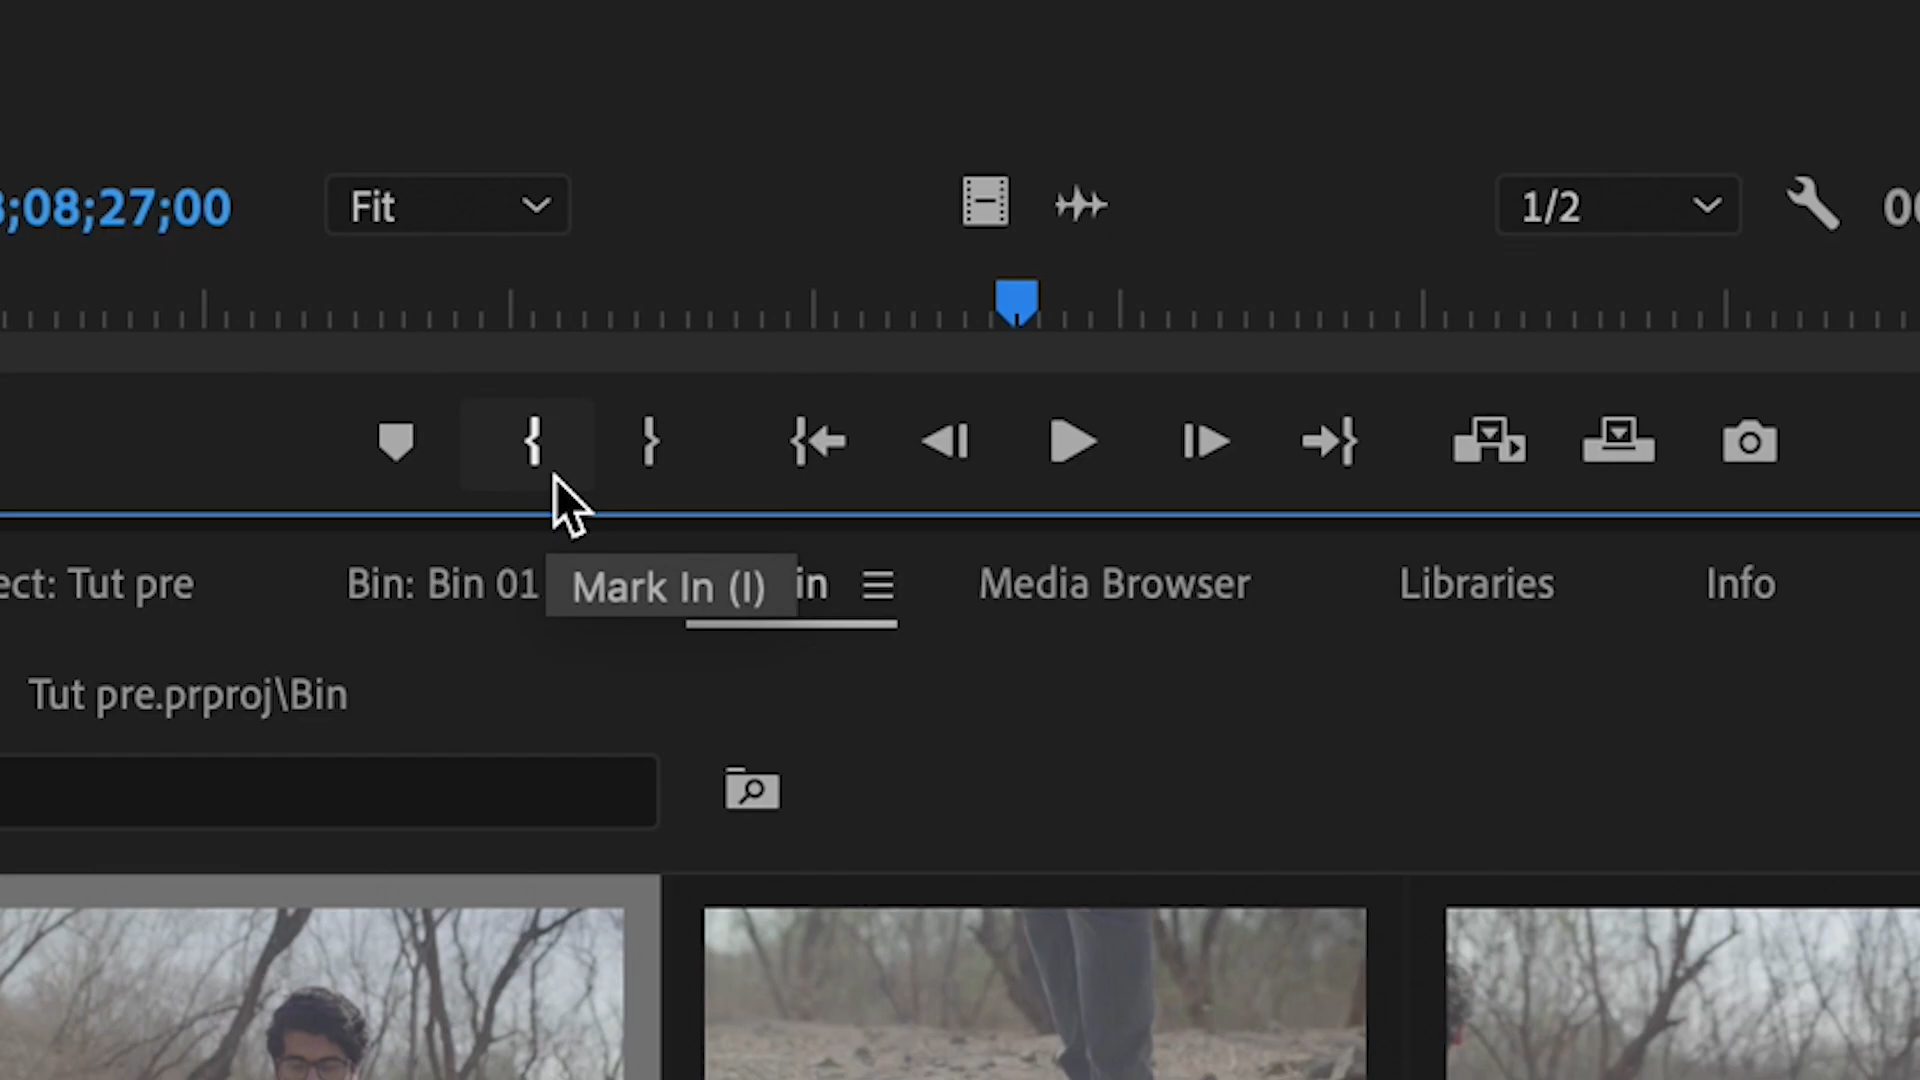 ;08;27;00
Fit
1/2
00
Mark In (I)
ect: Tut pre
Bin: Bin 01
in
Media Browser
Libraries
Info
Tut pre.prproj\Bin